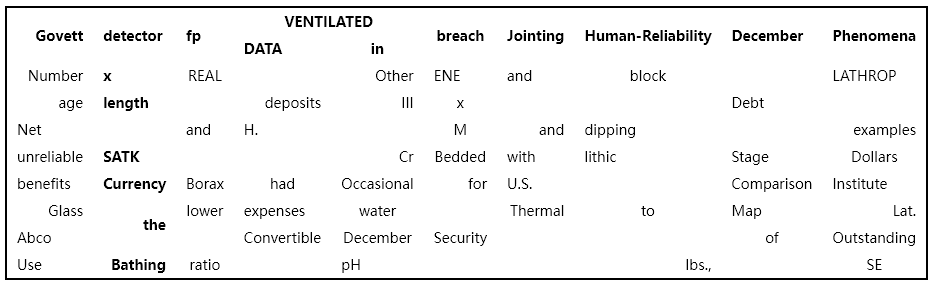 VENTILATED
Govett detector fp DATA in breach Jointing Human-Reliability December Phenomena
Number x REAL Other ENE and block LATHROP
age length deposits III x Debt
Net and H. M and dipping examples
unreliable SATK Cr Bedded with lithic Stage Dollars
benefits Currency Borax had Occasional for U.S. Comparison Institute
Glass the lower expenses water Thermal to Map Lat.
Abco Convertible December Security of Outstanding
Use Bathing ratio pH lbs., SE